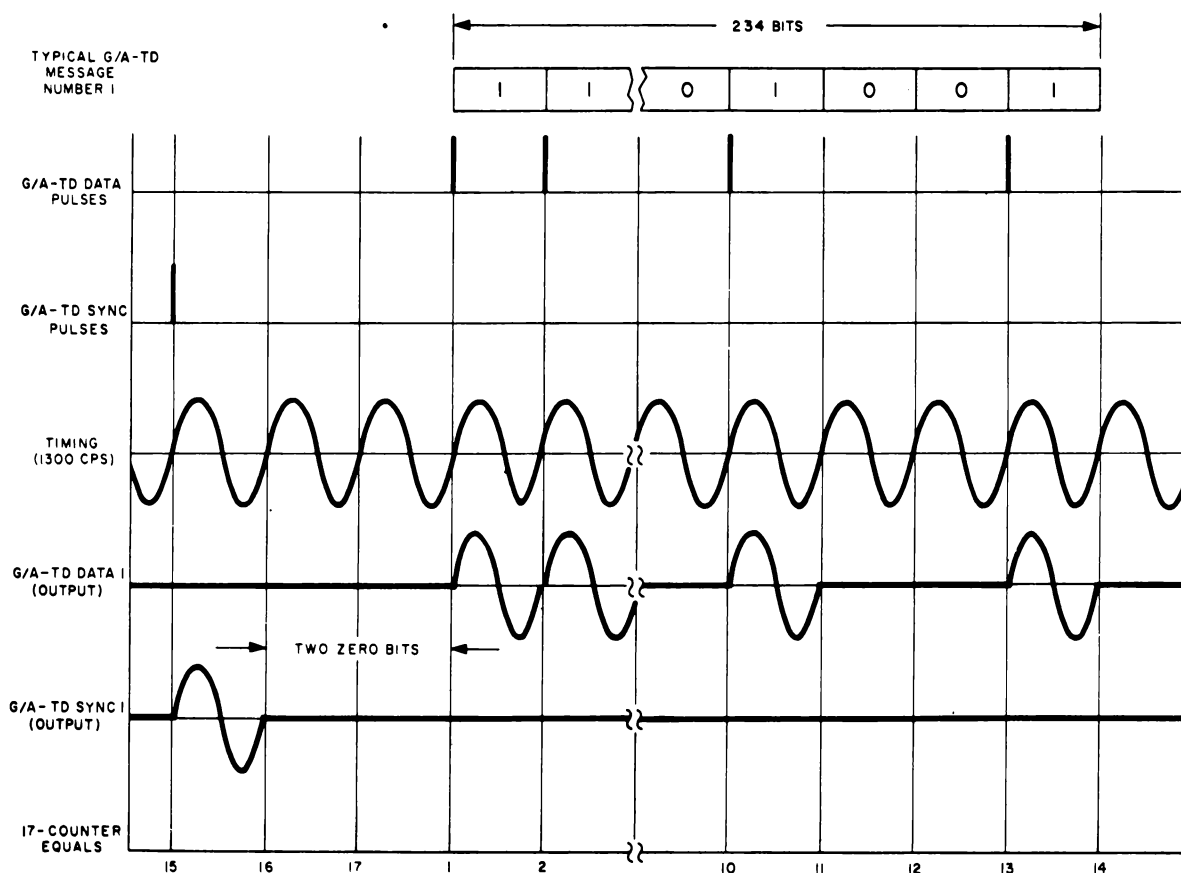 234 BITS
TYPICAL G/A-TD
MESSAGE
NUMBER 1
1 1 0 1 0 0 1
G/A-TD DATA
PULSES
G/A-TD SYNC
PULSES
TIMING
(1300 CPS)
G/A-TD DATA 1
(OUTPUT)
TWO ZERO BITS
G/A-TD SYNC 1
(OUTPUT)
17-COUNTER
EQUALS
15 16 17 1 2 10 11 12 13 14